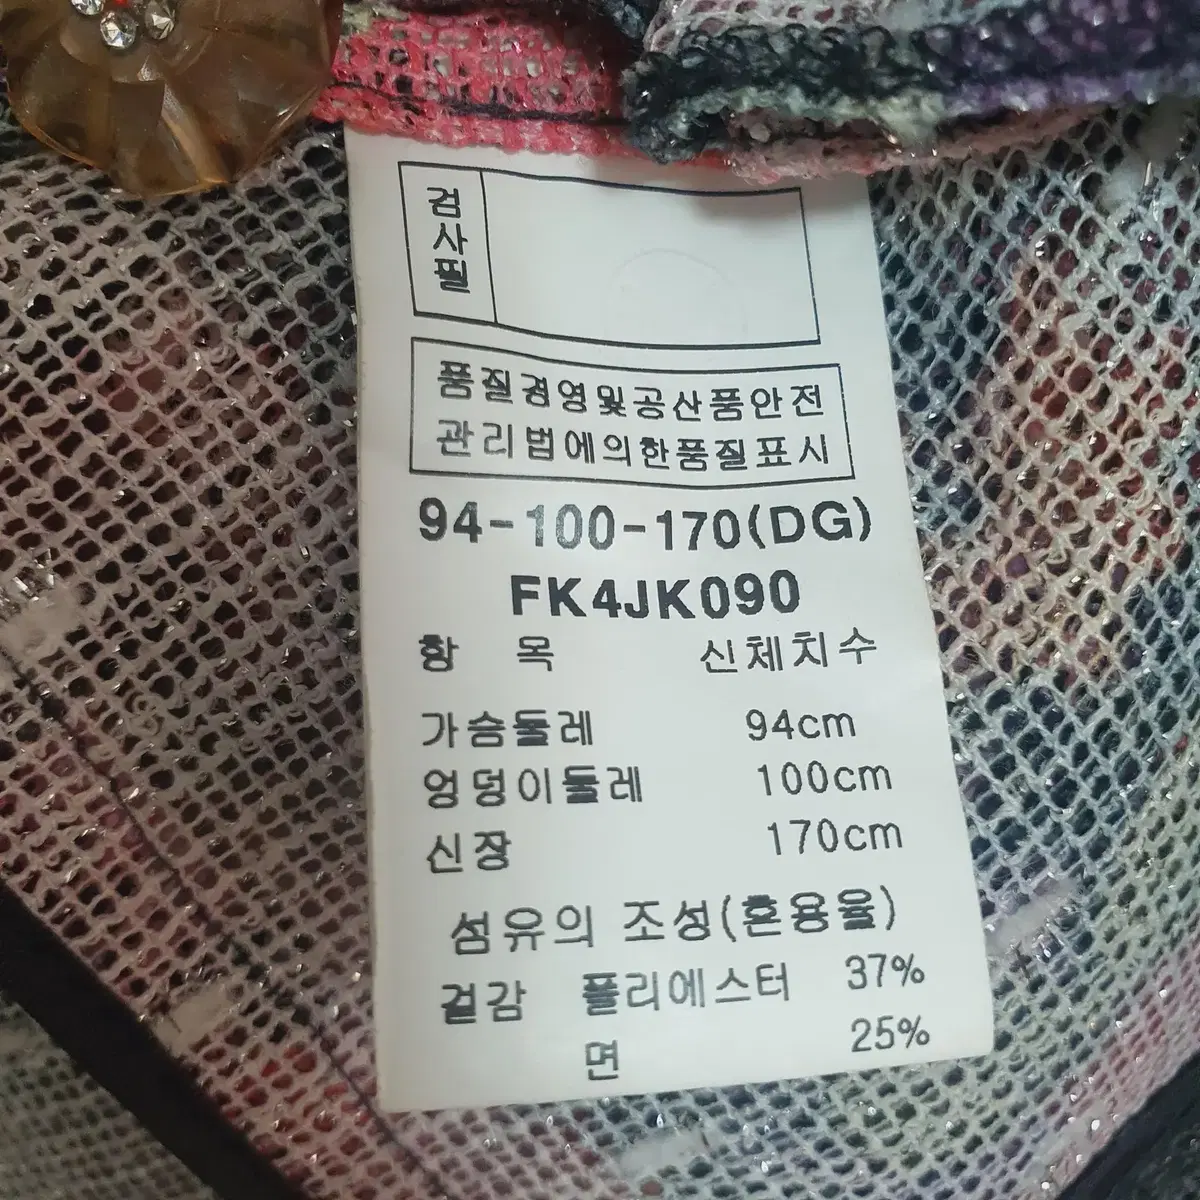 검사필
품질경영및공산품안전
관리법에의한품질표시
94-100-170(DG)
FK4JK090
항 목 신체치수
가슴둘레 94cm
엉덩이둘레 100cm
신장 170cm
섬유의 조성(혼용율)
겉감 폴리에스터 37%
면 25%